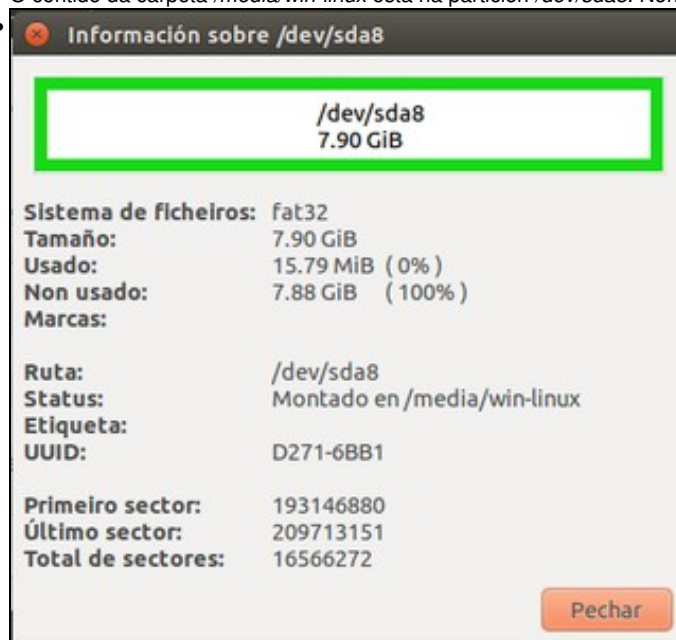 Información sobre /dev/sda8
/dev/sda8
7.90 GiB
Sistema de ficheiros: fat32
Tamaño: 7.90 GiB
Usado: 15.79 MiB ( 0% )
Non usado: 7.88 GiB ( 100% )
Marcas:
Ruta: /dev/sda8
Status: Montado en /media/win-linux
Etiqueta:
UUID: D271-6BB1
Primeiro sector: 193146880
Último sector: 209713151
Total de sectores: 16566272
Pechar